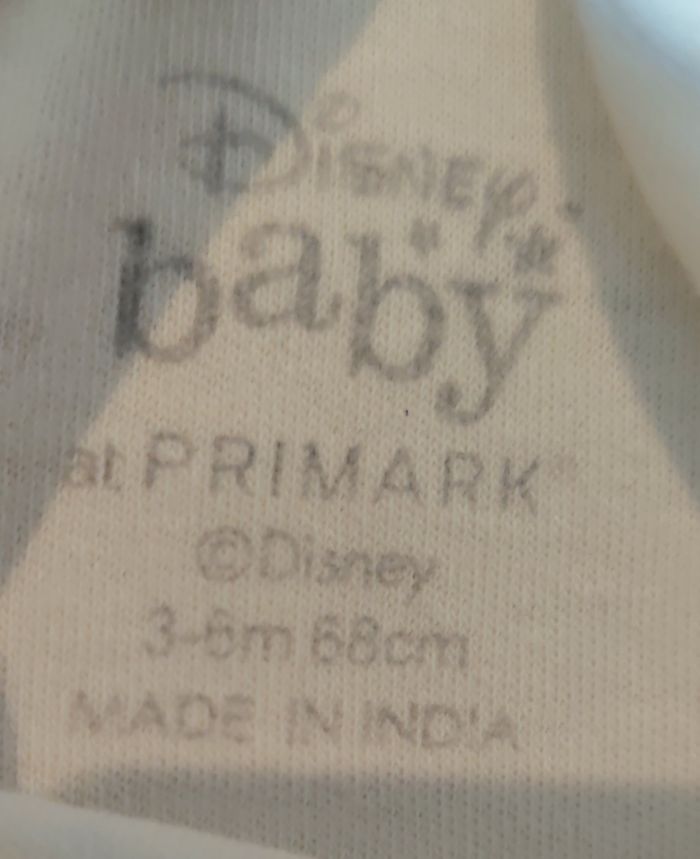 Disney
baby
at PRIMARK®
©Disney
3-6m 68cm
MADE IN INDIA